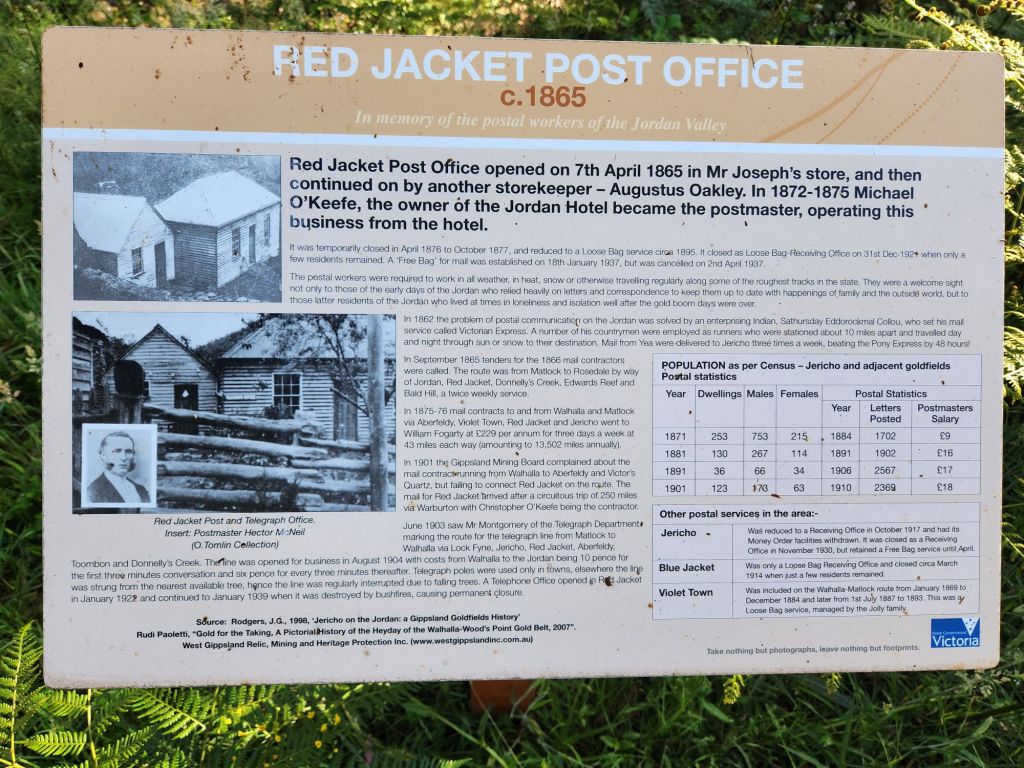 RED JACKET POST OFFICE
c.1865
In memory of the postal workers of the Jordan Valley
Red Jacket Post Office opened on 7th April 1865 in Mr Joseph's store, and then
continued on by another storekeeper – Augustus Oakley. In 1872-1875 Michael
O'Keefe, the owner of the Jordan Hotel became the postmaster, operating this
business from the hotel.
It was temporarily closed in April 1876 to October 1877, and reduced to a Loose Bag service circa 1895. It closed as Loose Bag-Receiving Office on 31st Dec when only a
few residents remained. A 'Free Bag' for mail was established on 18th January 1937, but was cancelled on 2nd April 1937.
The postal workers were required to work in all weather, in heat, snow or otherwise travelling regularly along some of the roughest tracks in the state. They were a welcome sight
not only to those of the early days of the Jordan who relied heavily on letters and correspondence to keep them up to date with happenings of family and the outside world, but to
those latter residents of the Jordan who lived at times in loneliness and isolation well after the gold boom days were over.
In 1862 the problem of postal communication on the Jordan was solved by an enterprising Indian, Sathursday Eddorockmal Collou, who set his mail
service called Victorian Express. A number of his countrymen were employed as runners who were stationed about 10 miles apart and travelled day
and night through sun or snow to their destination. Mail from Yea were delivered to Jericho three times a week, beating the Pony Express by 48 hours!
In September 1865 tenders for the 1866 mail contractors
were called. The route was from Matlock to Rosedale by way
of Jordan, Red Jacket, Donnelly's Creek, Edwards Reef and
Bald Hill, a twice weekly service.
In 1875-76 mail contracts to and from Walhalla and Matlock
via Aberfeldy, Violet Town, Red Jacket and Jericho went to
William Fogarty at £229 per annum for three days a week at
43 miles each way (amounting to 13,502 miles annually).
In 1901 the Gippsland Mining Board complained about the
mail contract running from Walhalla to Aberfeldy and Victor's
Quartz, but failing to connect Red Jacket on the route. The
mail for Red Jacket arrived after a circuitous trip of 250 miles
via Warburton with Christopher O'Keefe being the contractor.
June 1903 saw Mr Montgomery of the Telegraph Department
marking the route for the telegraph line from Matlock to
Walhalla via Lock Fyne, Jericho, Red Jacket, Aberfeldy,
Toombon and Donnelly's Creek. The line was opened for business in August 1904 with costs from Walhalla to the Jordan being 10 pence for
the first three minutes conversation and six pence for every three minutes thereafter. Telegraph poles were used only in towns, elsewhere the line
was strung from the nearest available tree, hence the line was regularly interrupted due to falling trees. A Telephone Office opened in Red Jacket
in January 1922 and continued to January 1939 when it was destroyed by bushfires, causing permanent closure.
Red Jacket Post and Telegraph Office.
Insert: Postmaster Hector McNeil
(O.Tomlin Collection)
Source: Rodgers, J.G., 1998, 'Jericho on the Jordan: a Gippsland Goldfields History'
Rudi Paoletti, "Gold for the Taking, A Pictorial History of the Heyday of the Walhalla-Wood's Point Gold Belt, 2007".
West Gippsland Relic, Mining and Heritage Protection Inc. (www.westgippslandinc.com.au)
POPULATION as per Census – Jericho and adjacent goldfields
Postal statistics
Year Dwellings Males Females Postal Statistics
Year Letters Posted Postmasters Salary
1871 253 753 215 1884 1702 £9
1881 130 267 114 1891 1902 £16
1891 36 66 34 1906 2567 £17
1901 123 173 63 1910 2369 £18
Other postal services in the area:-
Jericho
Was reduced to a Receiving Office in October 1917 and had its
Money Order facilities withdrawn. It was closed as a Receiving
Office in November 1930, but retained a Free Bag service until April.
Blue Jacket
Was only a Loose Bag Receiving Office and closed circa March
1914 when just a few residents remained.
Violet Town
Was included on the Walhalla-Matlock route from January 1869 to
December 1884 and later from 1st July 1887 to 1893. This was a
Loose Bag service, managed by the Jolly family.
Take nothing but photographs, leave nothing but footprints.
State Government
Victoria